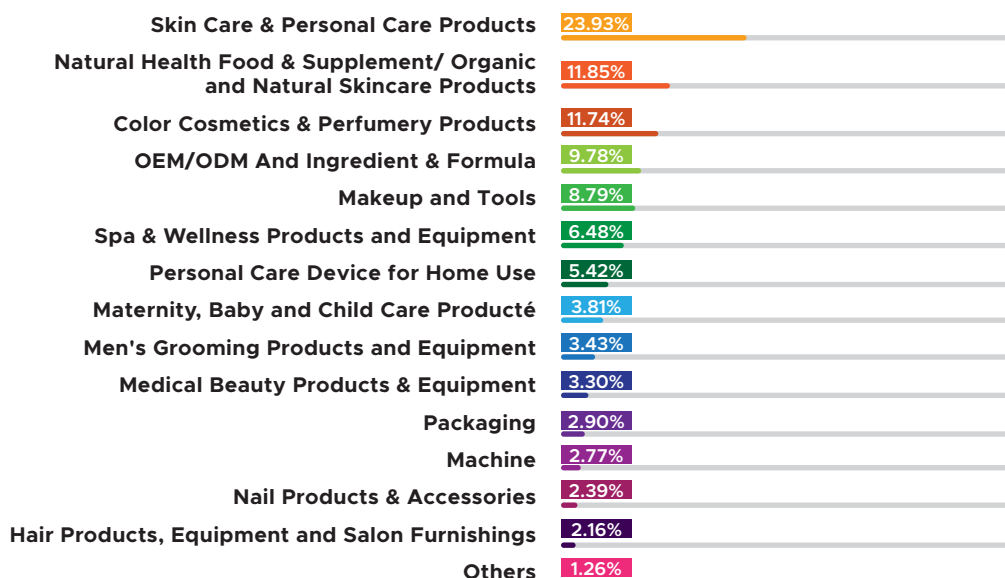 Skin Care & Personal Care Products 23.93%
Natural Health Food & Supplement/ Organic
and Natural Skincare Products 11.85%
Color Cosmetics & Perfumery Products 11.74%
OEM/ODM And Ingredient & Formula 9.78%
Makeup and Tools 8.79%
Spa & Wellness Products and Equipment 6.48%
Personal Care Device for Home Use 5.42%
Maternity, Baby and Child Care Producté 3.81%
Men's Grooming Products and Equipment 3.43%
Medical Beauty Products & Equipment 3.30%
Packaging 2.90%
Machine 2.77%
Nail Products & Accessories 2.39%
Hair Products, Equipment and Salon Furnishings 2.16%
Others 1.26%